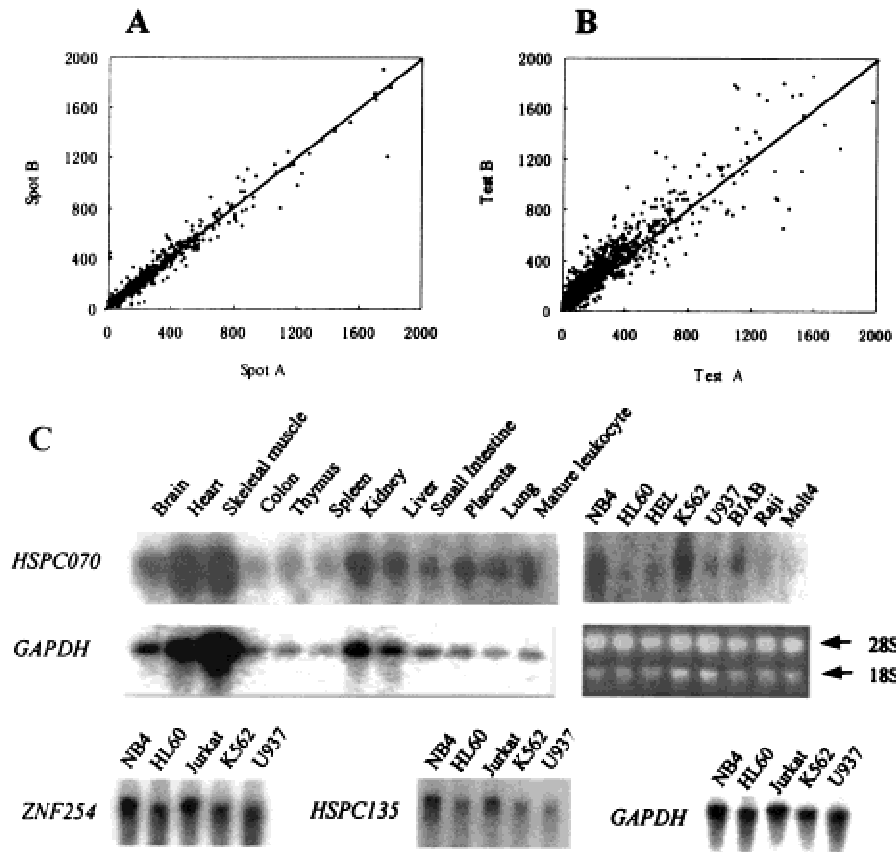 A
B
2000
1600
1200
800
400
0
Spot B
0 400 800 1200 1600 2000
Spot A
2000
1600
1200
800
400
0
Test B
0 400 800 1200 1600 2000
Test A
C
Brain
Heart
Skeletal muscle
Colon
Thymus
Spleen
Kidney
Liver
Small Intestine
Placenta
Lung
Mature leukocyte
NB4
HL60
HEL
K562
U937
BJAB
Raji
Molt4
HSPC070
GAPDH
28S
18S
NB4
HL60
Jurkat
K562
U937
ZNF254
NB4
HL60
Jurkat
K562
U937
HSPC135
NB4
HL60
Jurkat
K562
U937
GAPDH